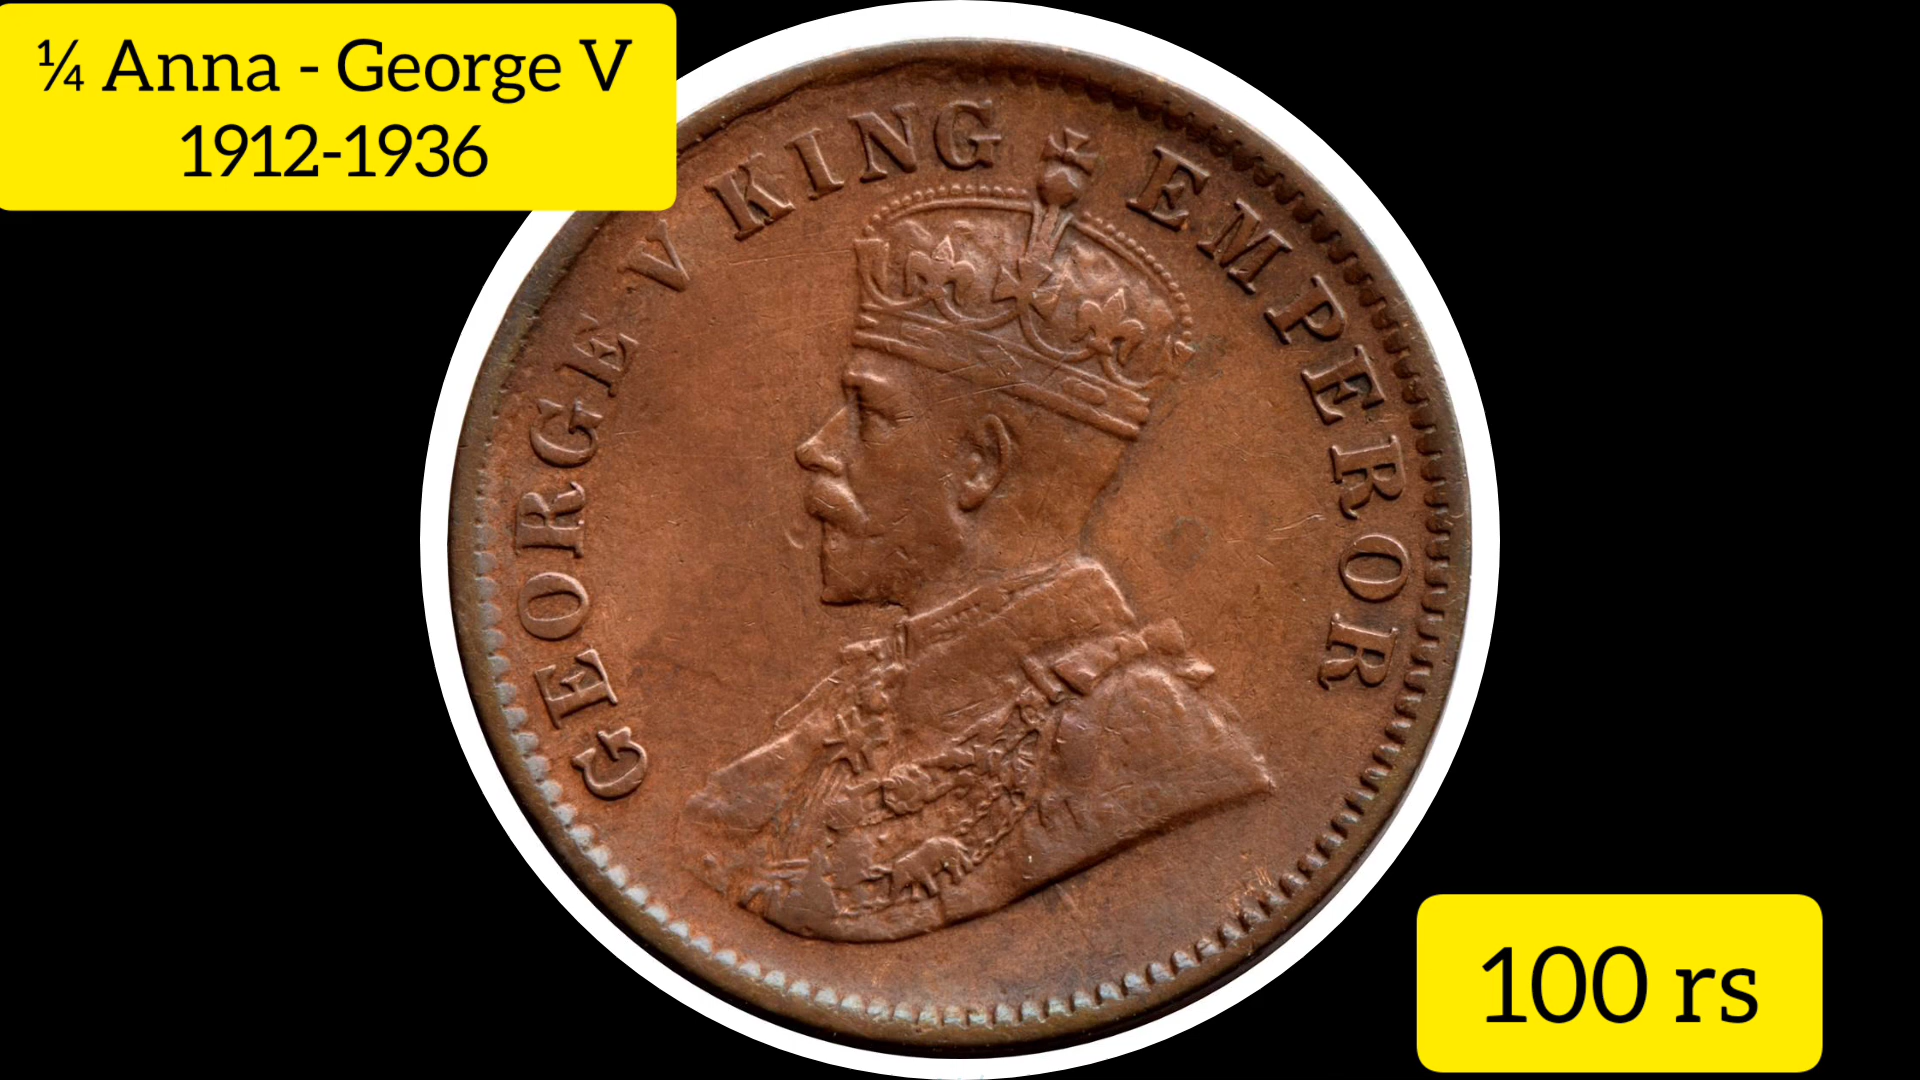 ¼ Anna - George V
1912-1936
GEORGE V KING EMPEROR
100 rs